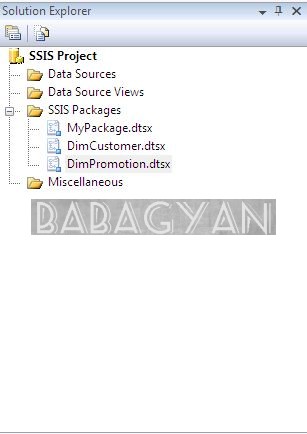 Solution Explorer
SSIS Project
Data Sources
Data Source Views
SSIS Packages
MyPackage.dtsx
DimCustomer.dtsx
DimPromotion.dtsx
Miscellaneous
BABAGYAN